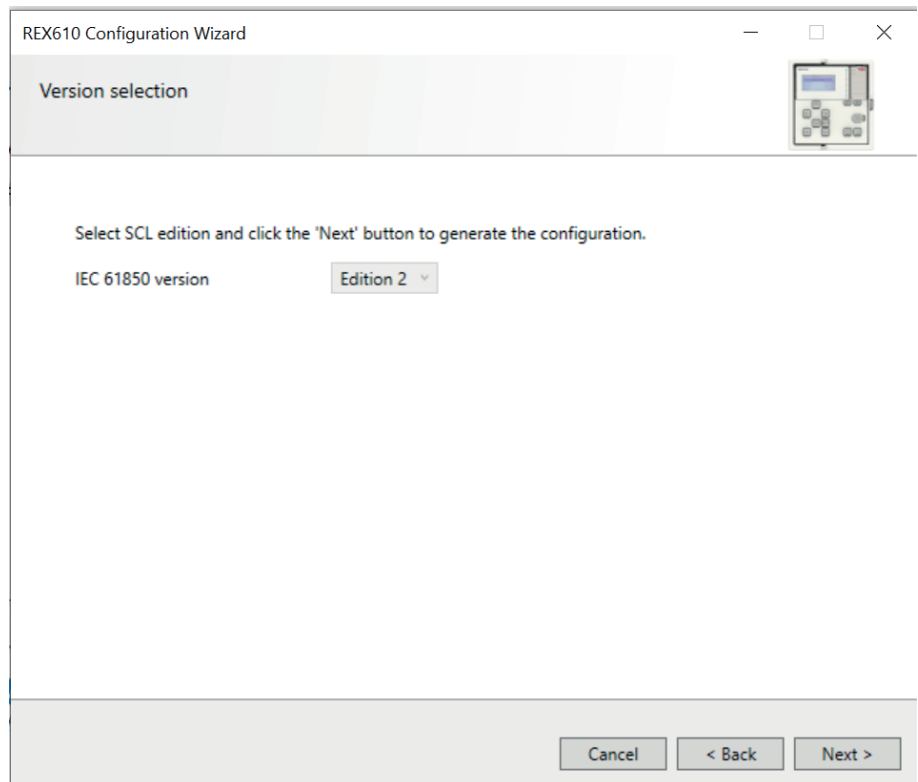 REX610 Configuration Wizard
Version selection
Select SCL edition and click the 'Next' button to generate the configuration.
IEC 61850 version Edition 2
Cancel < Back Next >